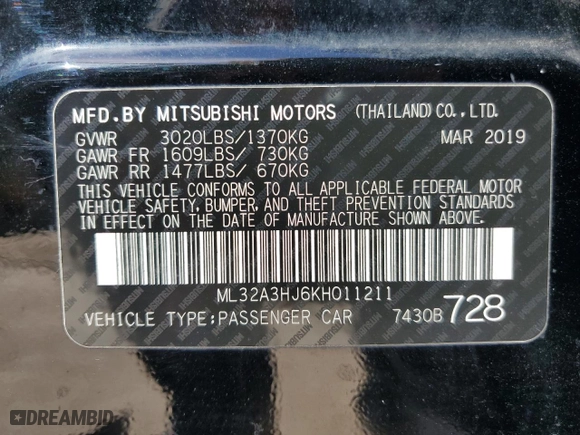 MFD.BY MITSUBISHI MOTORS (THAILAND)CO.,LTD.
GVWR 3020LBS/1370KG MAR 2019
GAWR FR 1609LBS/ 730KG
GAWR RR 1477LBS/ 670KG
THIS VEHICLE CONFORMS TO ALL APPLICABLE FEDERAL MOTOR
VEHICLE SAFETY, BUMPER, AND THEFT PREVENTION STANDARDS
IN EFFECT ON THE DATE OF MANUFACTURE SHOWN ABOVE.
ML32A3HJ6KH011211
VEHICLE TYPE:PASSENGER CAR 7430B 728
DREAMBID